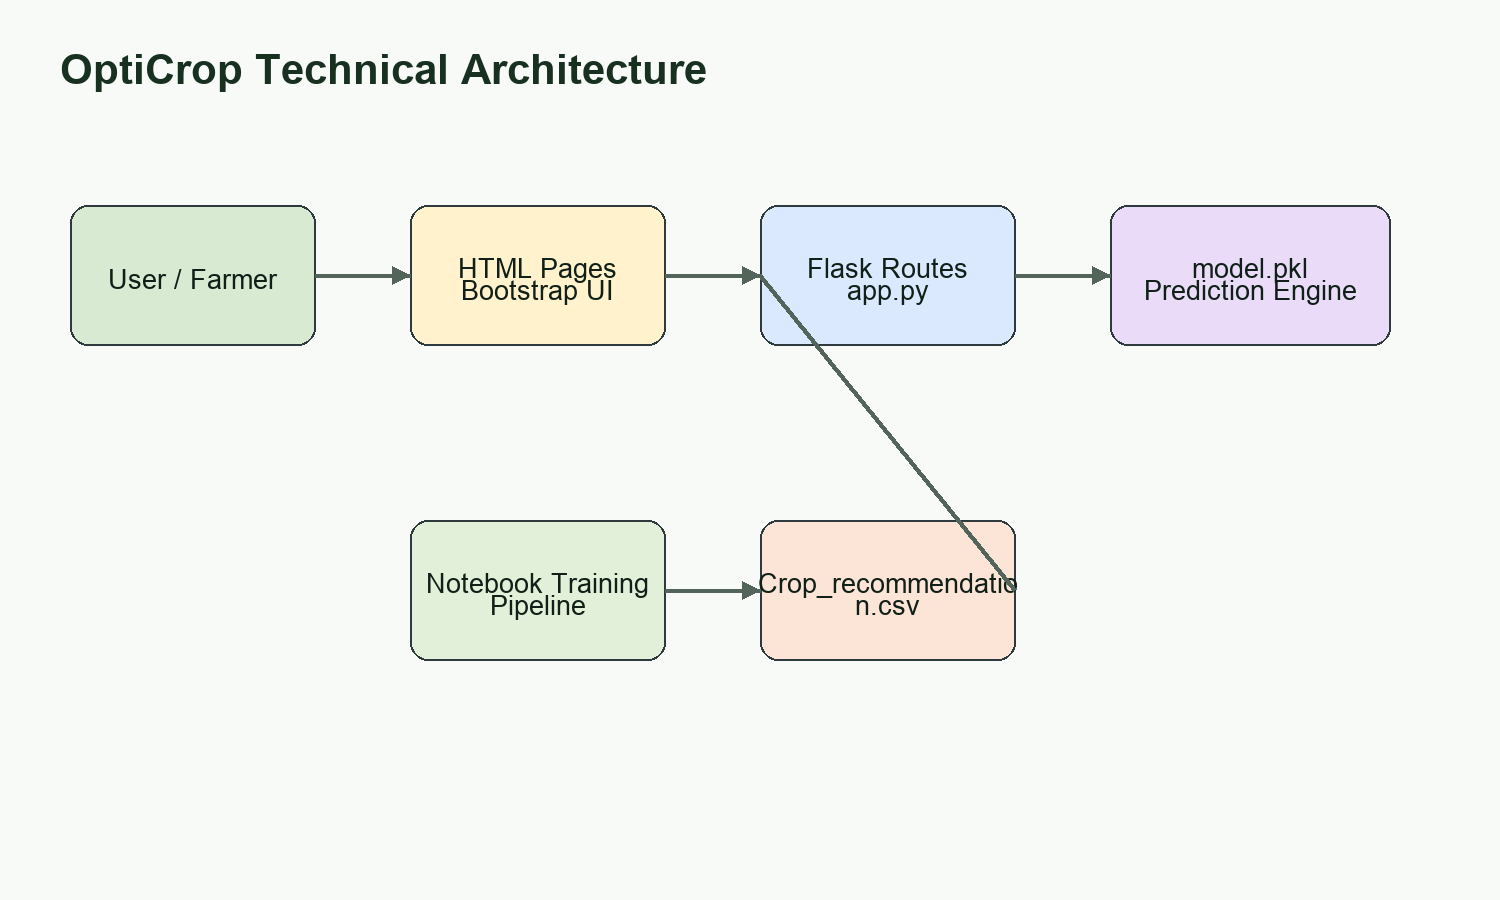 OptiCrop Technical Architecture
User / Farmer
HTML Pages
Bootstrap UI
Flask Routes
app.py
model.pkl
Prediction Engine
Notebook Training
Pipeline
Crop_recommendatio
n.csv